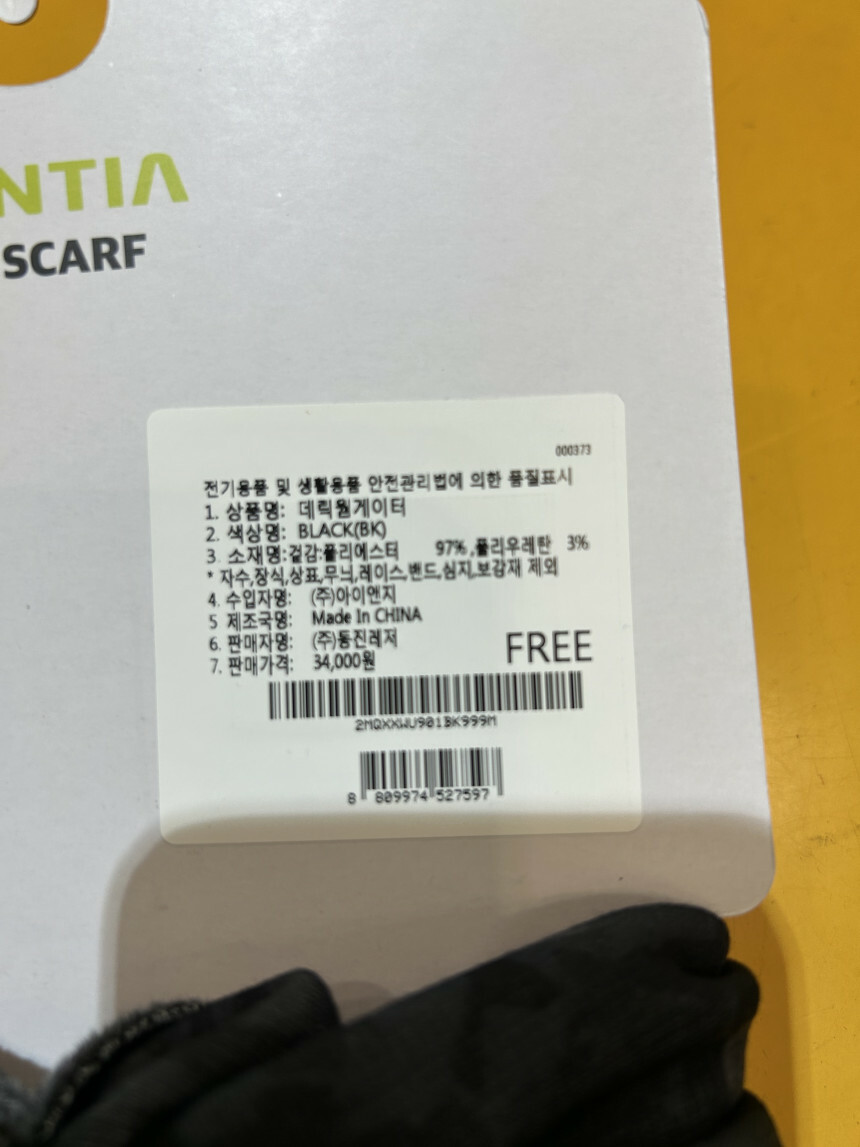 NTIA
SCARF
000373
전기용품 및 생활용품 안전관리법에 의한 품질표시
1. 상품명: 데릭웜게이터
2. 색상명: BLACK(BK)
3. 소재명:겉감:폴리에스터 97% ,폴리우레탄 3%
* 자수,장식,상표,무늬,레이스,밴드,심지,보강재 제외
4. 수입자명: (주)아이앤지
5 제조국명: Made In CHINA
6. 판매자명: (주)동진레저
7. 판매가격: 34,000원
FREE
2MQXXWU901BK999M
8 809974 527597